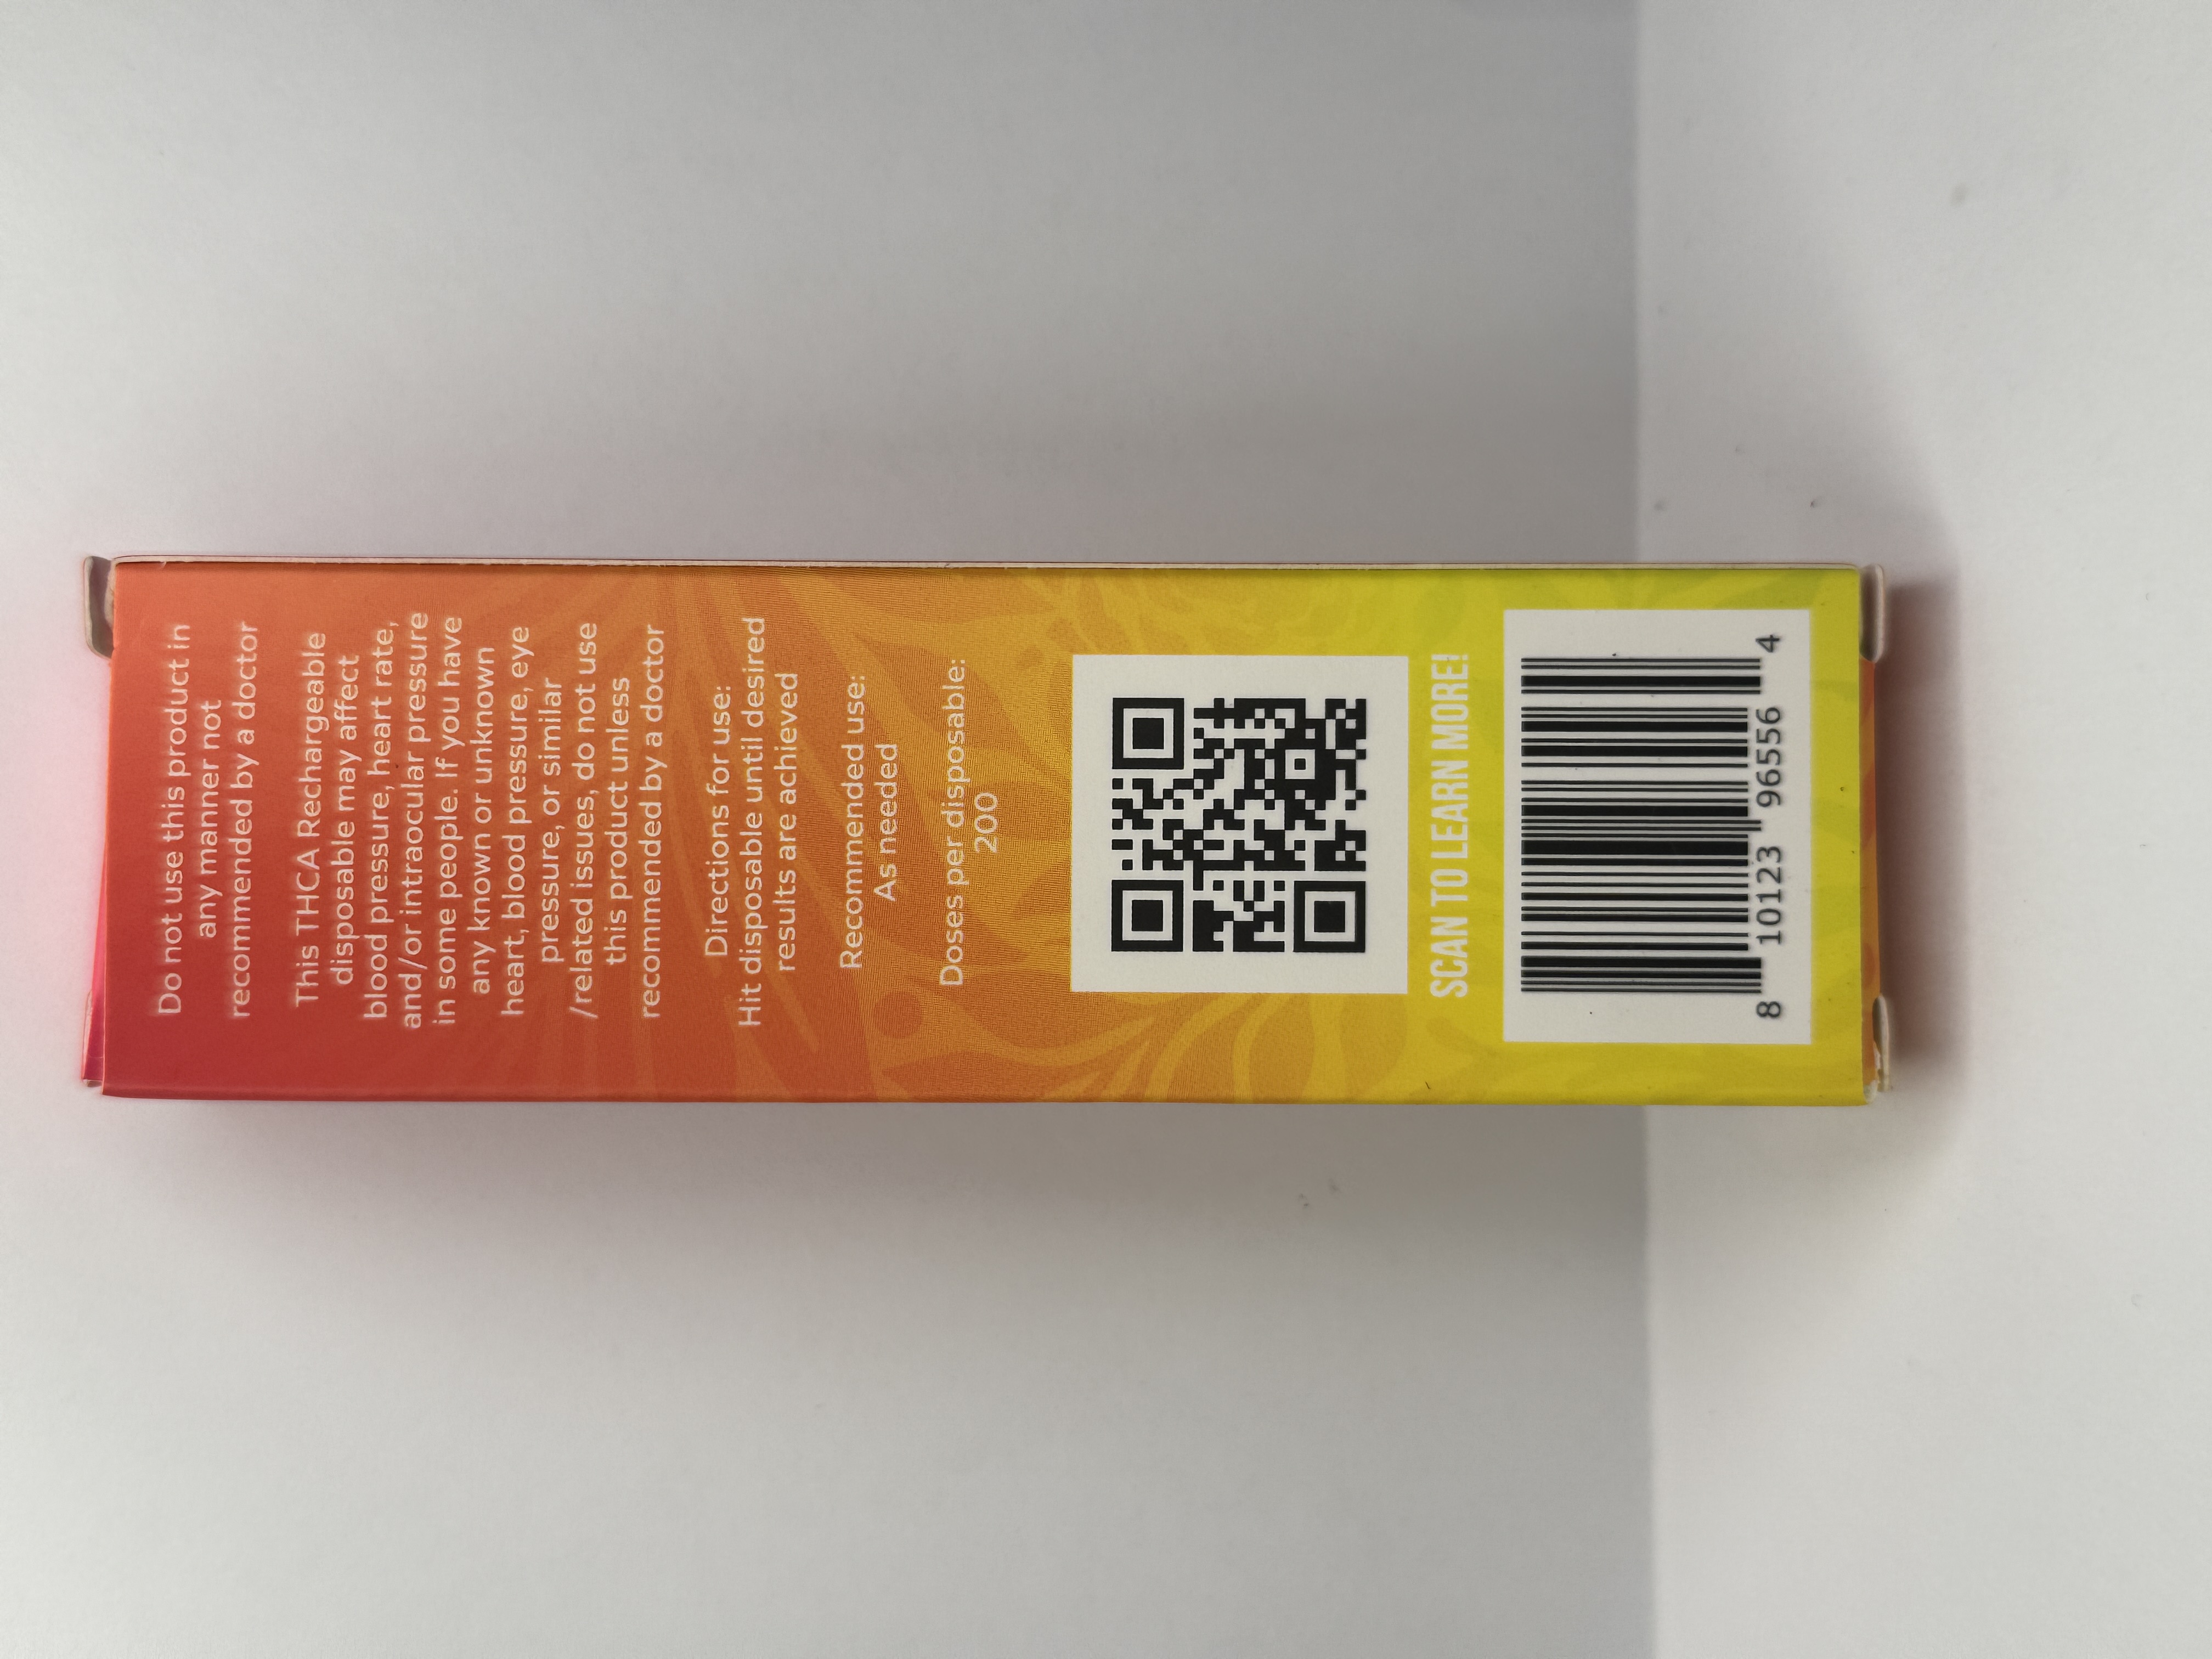 Do not use this product in
any manner not
recommended by a doctor
This THCA Rechargeable
disposable may affect
blood pressure, heart rate,
and/or intraocular pressure
in some people. If you have
any known or unknown
heart, blood pressure, eye
pressure, or similar
/related issues, do not use
this product unless
recommended by a doctor
Directions for use:
Hit disposable until desired
results are achieved
Recommended use:
As needed
Doses per disposable:
200
SCAN TO LEARN MORE!
8 10123 96556 4